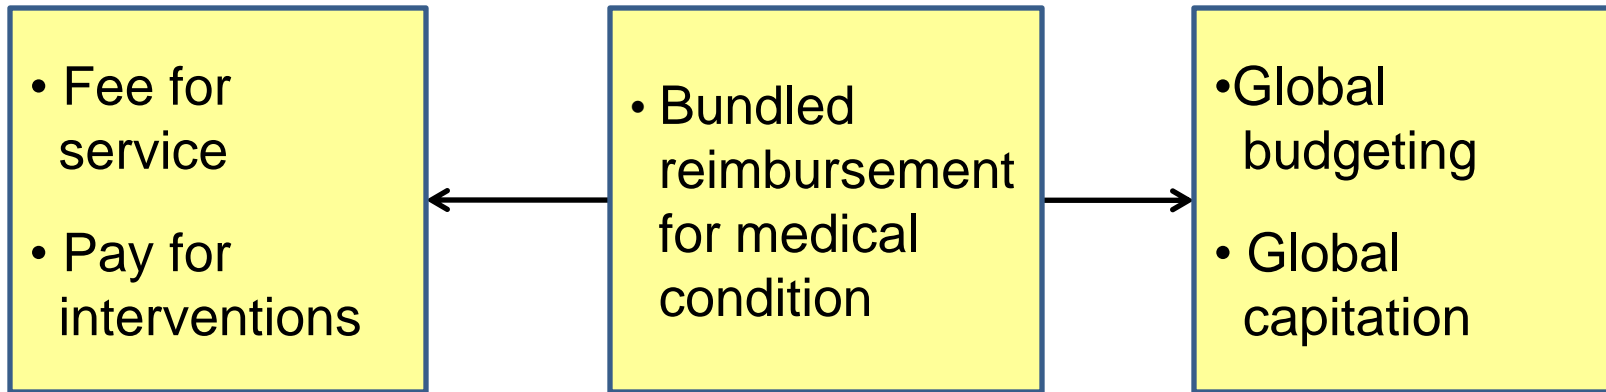 • Fee for
service
• Pay for
interventions
• Bundled
reimbursement
for medical
condition
•Global
budgeting
• Global
capitation